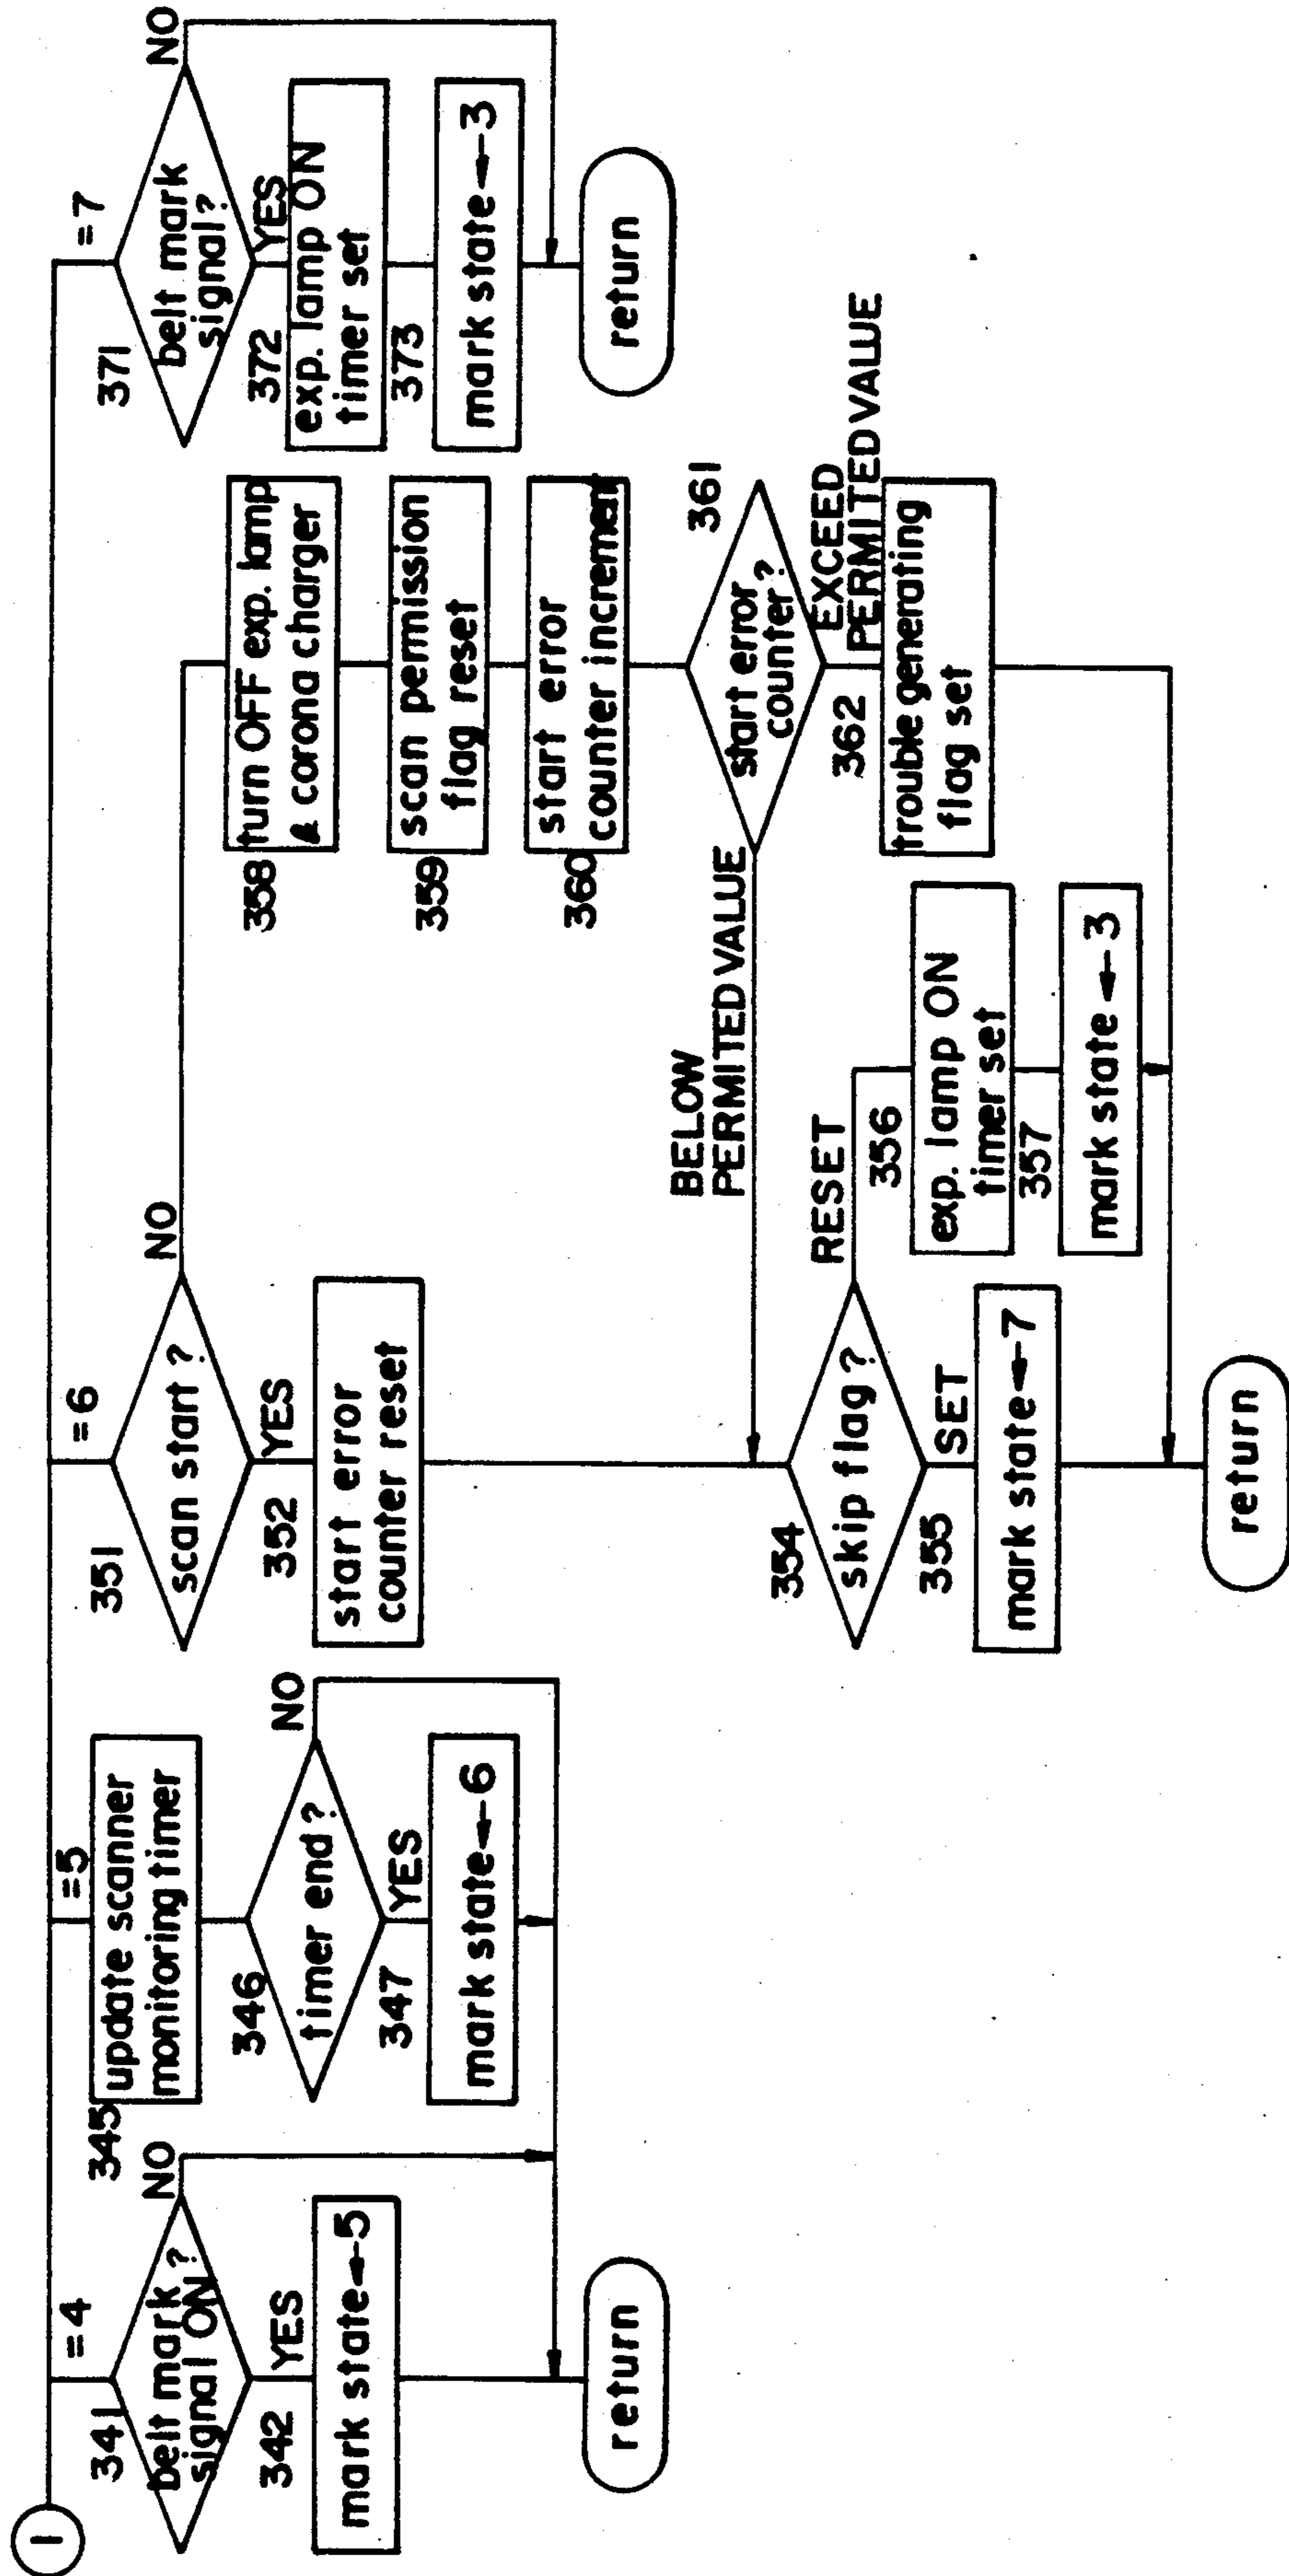 1
=4
341
belt mark
signal ON?
NO
342
YES
mark state←5
return
=5
345
update scanner
monitoring timer
346
timer end?
NO
347
YES
mark state←6
=6
351
scan start?
NO
352
YES
start error
counter reset
354
skip flag?
RESET
355
SET
mark state←7
return
356
exp. lamp ON
timer set
357
mark state←3
358
turn OFF exp. lamp
& corona charger
359
scan permission
flag reset
360
start error
counter increment
361
start error
counter?
BELOW
PERMITED VALUE
EXCEED
PERMITED VALUE
362
trouble generating
flag set
=7
371
belt mark
signal?
NO
372
YES
exp. lamp ON
timer set
373
mark state←3
return